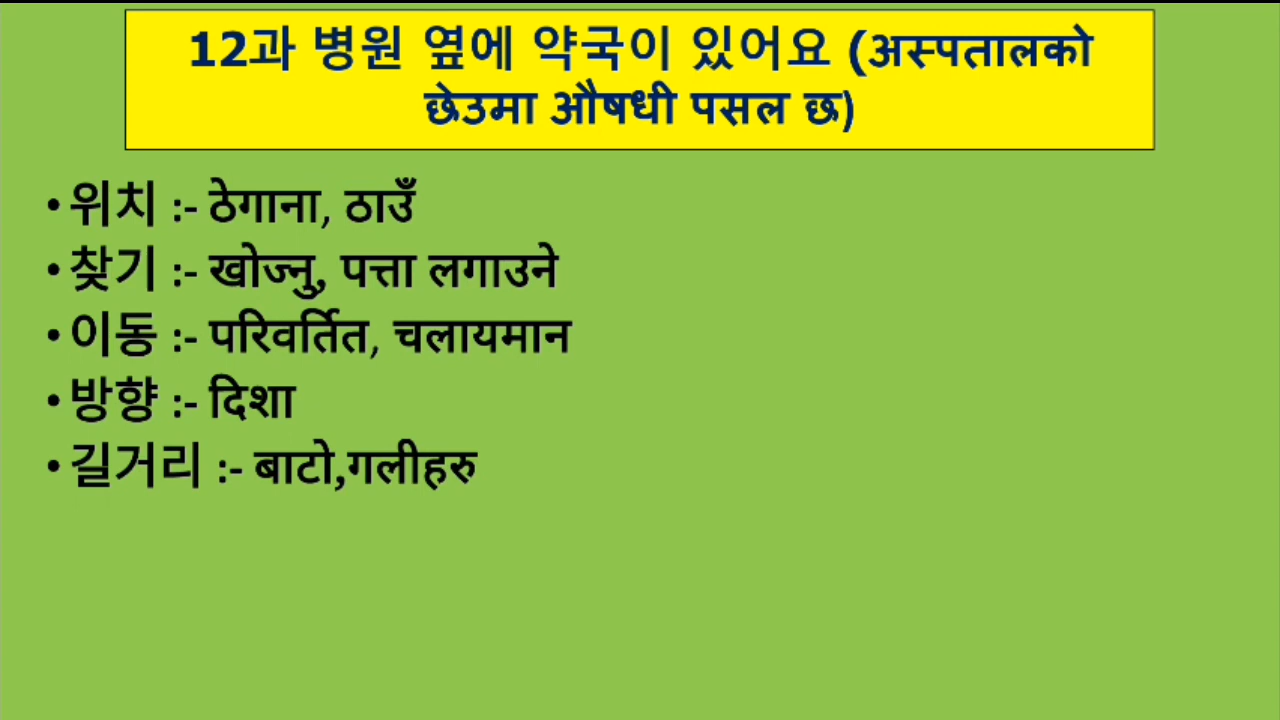 12과 병원 옆에 약국이 있어요 (अस्पतालको
छेउमा औषधी पसल छ)
• 위치 :- ठेगाना, ठाउँ
• 찾기 :- खोज्नु, पत्ता लगाउने
• 이동 :- परिवर्तित, चलायमान
• 방향 :- दिशा
• 길거리 :- बाटो,गलीहरु